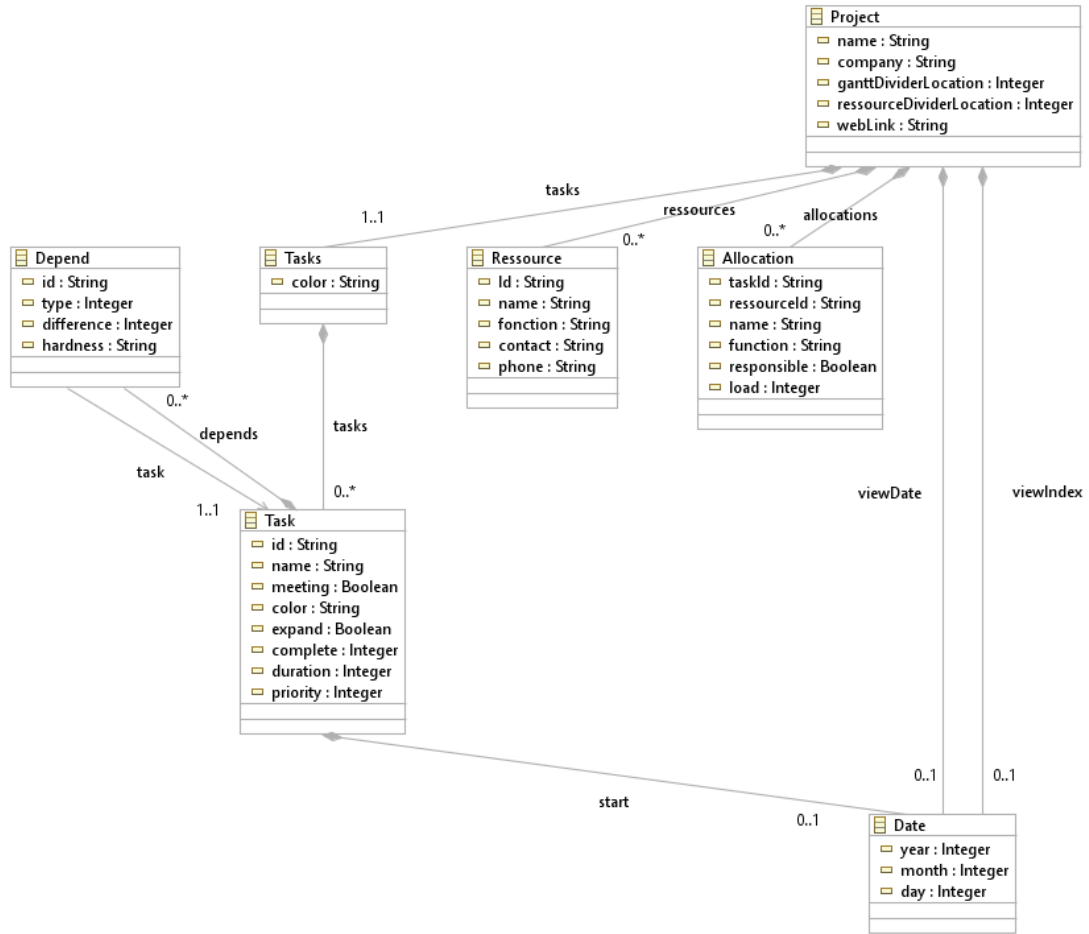 Project
name : String
company : String
ganttDividerLocation : Integer
ressourceDividerLocation : Integer
webLink : String
tasks
1..1
ressources
0..*
allocations
0..*
Depend
id : String
type : Integer
difference : Integer
hardness : String
Tasks
color : String
Ressource
Id : String
name : String
fonction : String
contact : String
phone : String
Allocation
taskId : String
ressourceId : String
name : String
function : String
responsible : Boolean
load : Integer
0..*
depends
task
1..1
tasks
0..*
viewDate
viewIndex
Task
id : String
name : String
meeting : Boolean
color : String
expand : Boolean
complete : Integer
duration : Integer
priority : Integer
start
0..1
0..1
0..1
Date
year : Integer
month : Integer
day : Integer